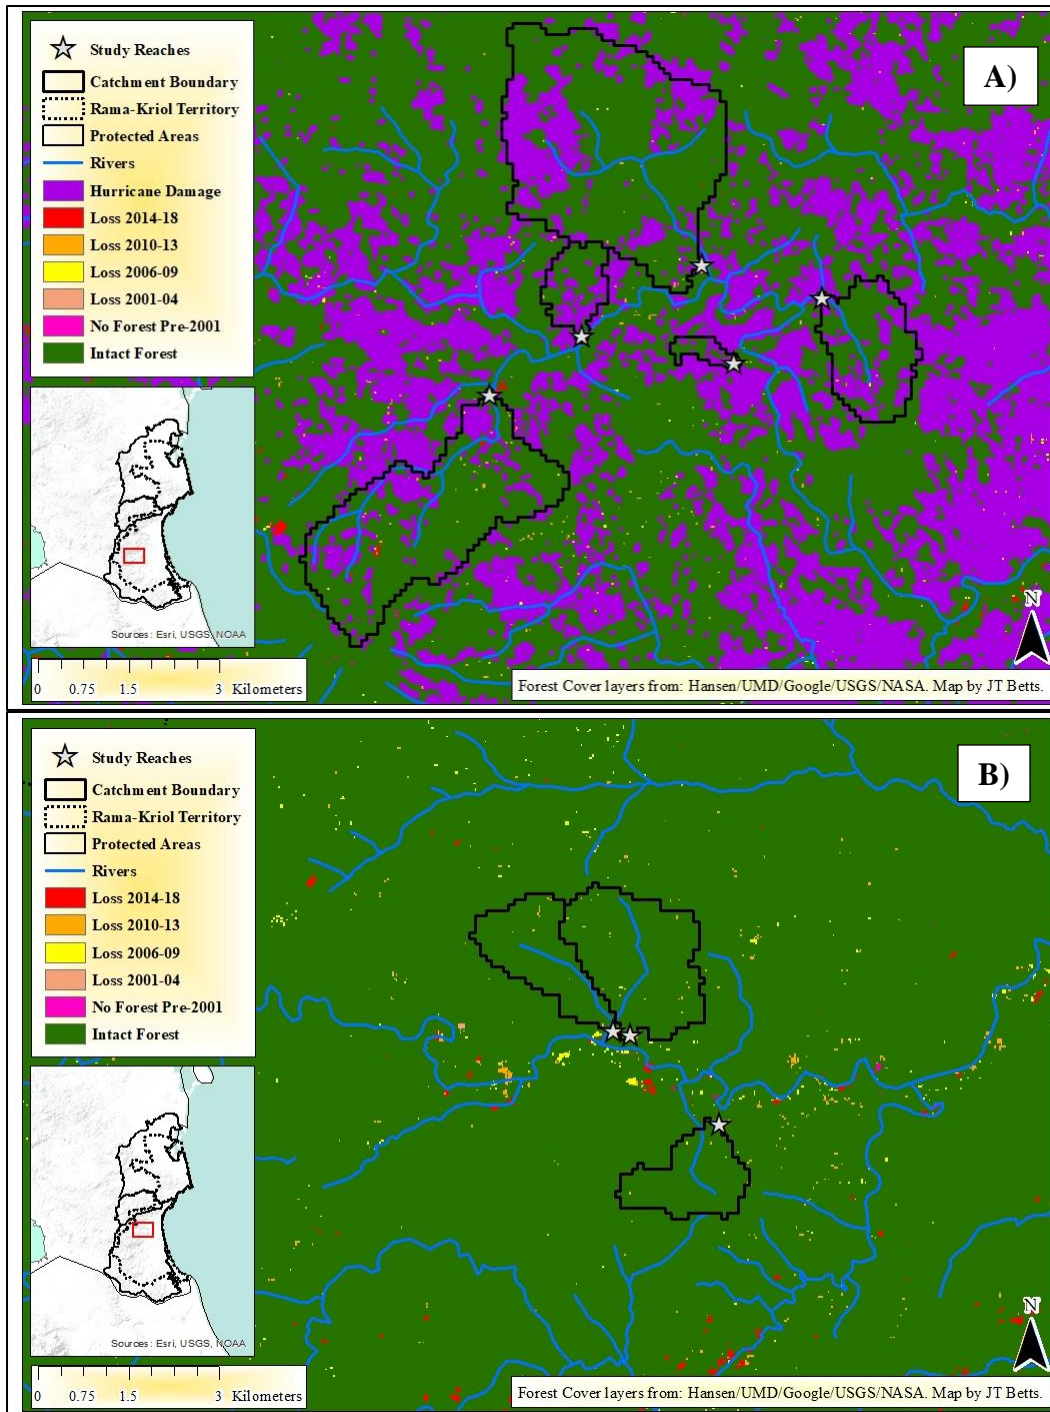 A)
Study Reaches
Catchment Boundary
Rama-Kriol Territory
Protected Areas
Rivers
Hurricane Damage
Loss 2014-18
Loss 2010-13
Loss 2006-09
Loss 2001-04
No Forest Pre-2001
Intact Forest
Sources: Esri, USGS, NOAA
N
0 0.75 1.5 3 Kilometers
Forest Cover layers from: Hansen/UMD/Google/USGS/NASA. Map by JT Betts.
B)
Study Reaches
Catchment Boundary
Rama-Kriol Territory
Protected Areas
Rivers
Loss 2014-18
Loss 2010-13
Loss 2006-09
Loss 2001-04
No Forest Pre-2001
Intact Forest
Sources: Esri, USGS, NOAA
N
0 0.75 1.5 3 Kilometers
Forest Cover layers from: Hansen/UMD/Google/USGS/NASA. Map by JT Betts.